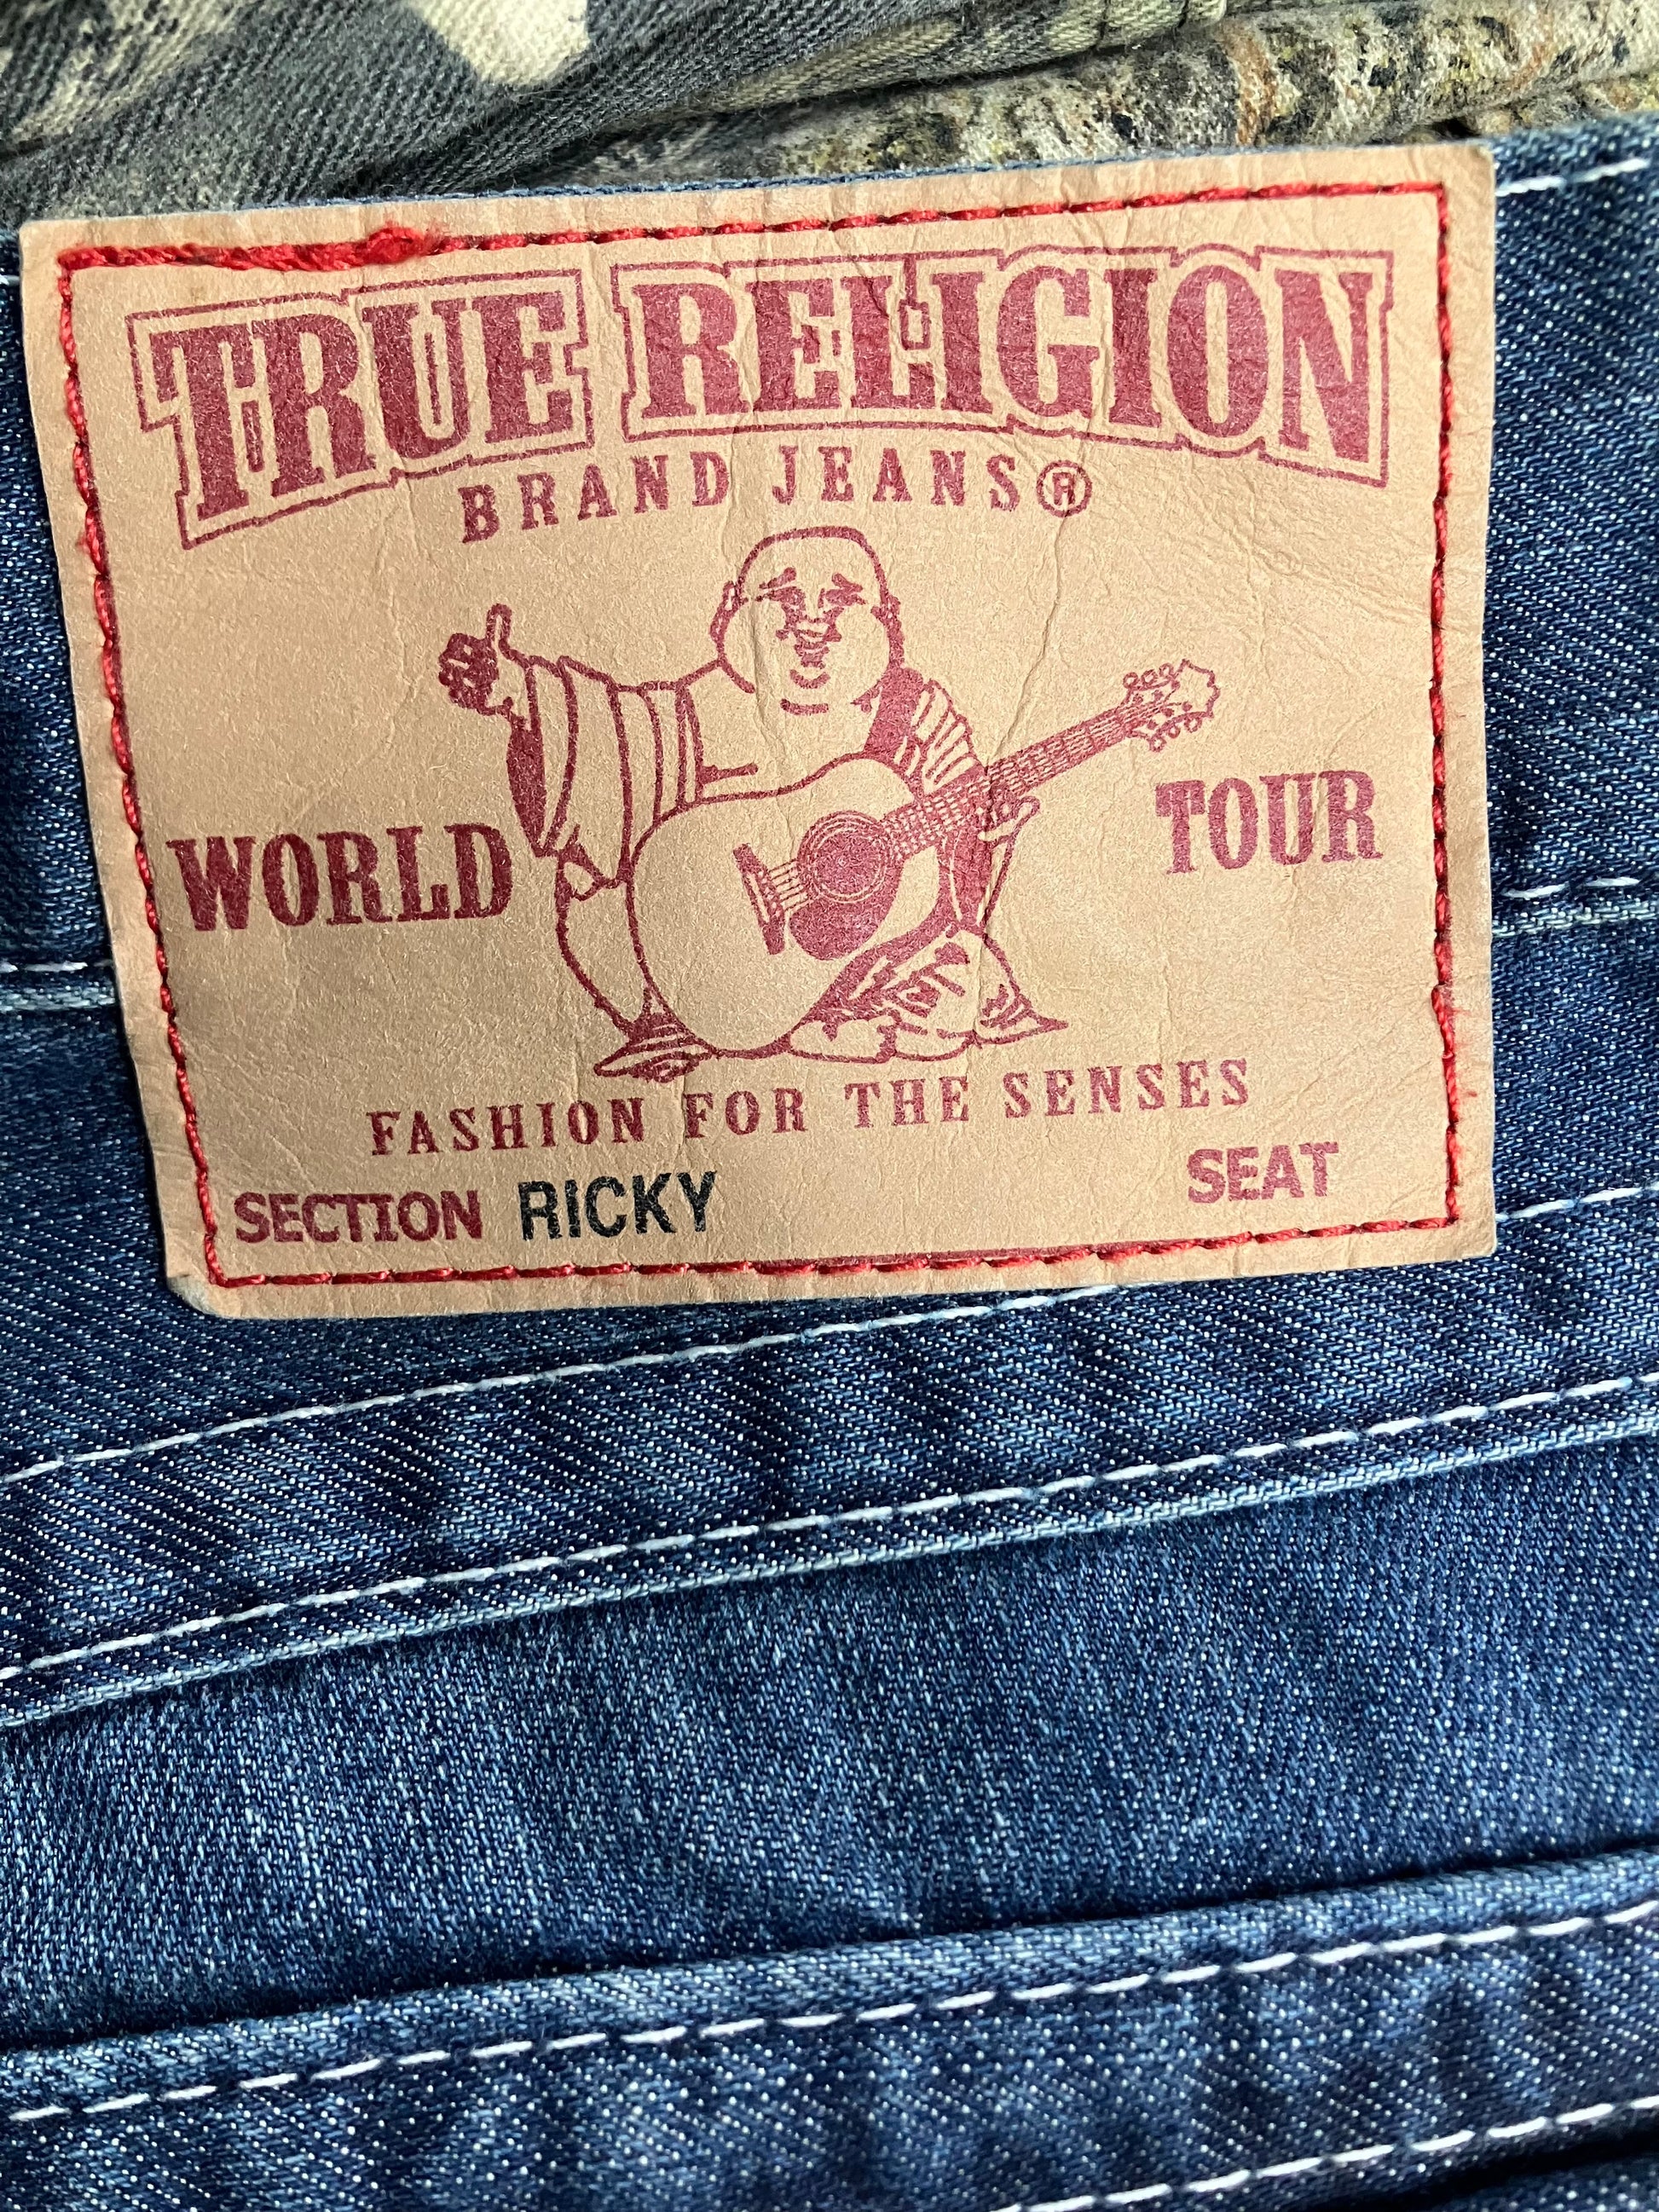 TRUE RELIGION
BRAND JEANS®
WORLD TOUR
FASHION FOR THE SENSES
SECTION RICKY SEAT